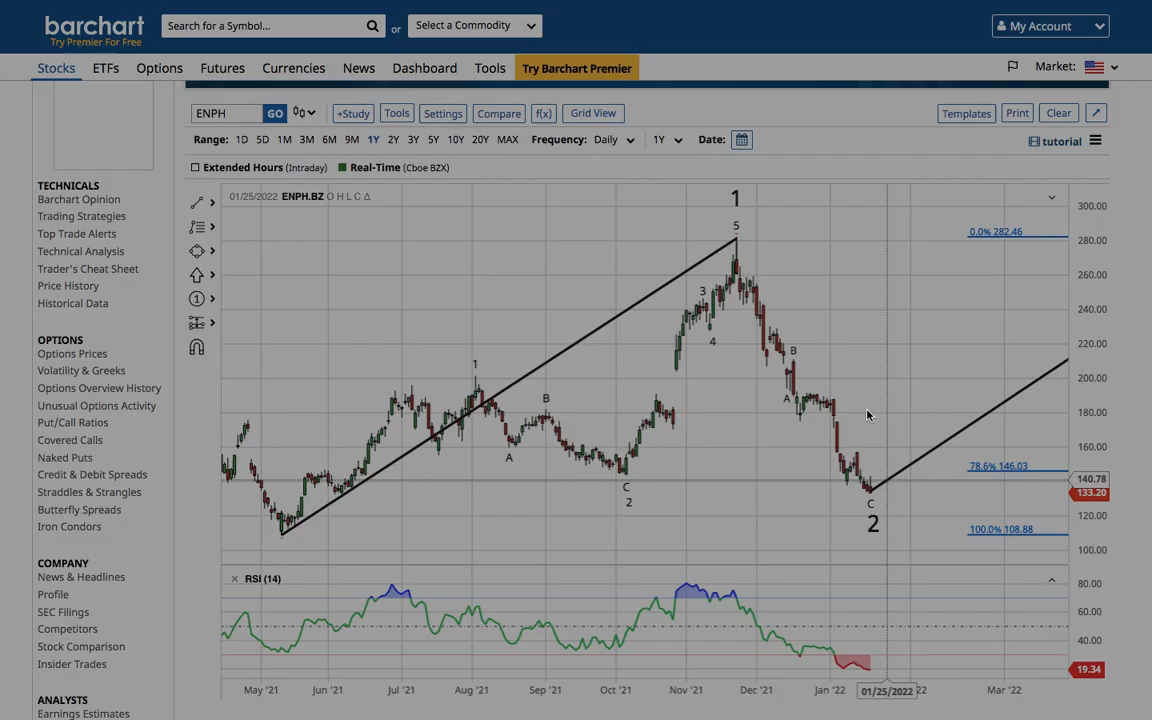 barchart
Try Premier For Free
Search for a Symbol...
or
Select a Commodity
My Account
Stocks ETFs Options Futures Currencies News Dashboard Tools Try Barchart Premier
Market:
ENPH GO +Study Tools Settings Compare f(x) Grid View Templates Print Clear
Range: 1D 5D 1M 3M 6M 9M 1Y 2Y 3Y 5Y 10Y 20Y MAX Frequency: Daily 1Y Date:
tutorial
Extended Hours (Intraday) Real-Time (Cboe BZX)
TECHNICALS
Barchart Opinion
Trading Strategies
Top Trade Alerts
Technical Analysis
Trader's Cheat Sheet
Price History
Historical Data
OPTIONS
Options Prices
Volatility & Greeks
Options Overview History
Unusual Options Activity
Put/Call Ratios
Covered Calls
Naked Puts
Credit & Debit Spreads
Straddles & Strangles
Butterfly Spreads
Iron Condors
COMPANY
News & Headlines
Profile
SEC Filings
Competitors
Stock Comparison
Insider Trades
ANALYSTS
Earnings Estimates
01/25/2022 ENPH.BZ O H L C Δ
1
5
3
4
1
B
A
C
2
B
A
C
2
0.0% 282.46
78.6% 146.03
100.0% 108.88
300.00
280.00
260.00
240.00
220.00
200.00
180.00
160.00
140.78
133.20
120.00
100.00
RSI (14)
80.00
60.00
40.00
19.34
May '21 Jun '21 Jul '21 Aug '21 Sep '21 Oct '21 Nov '21 Dec '21 Jan '22 01/25/2022 22 Mar '22